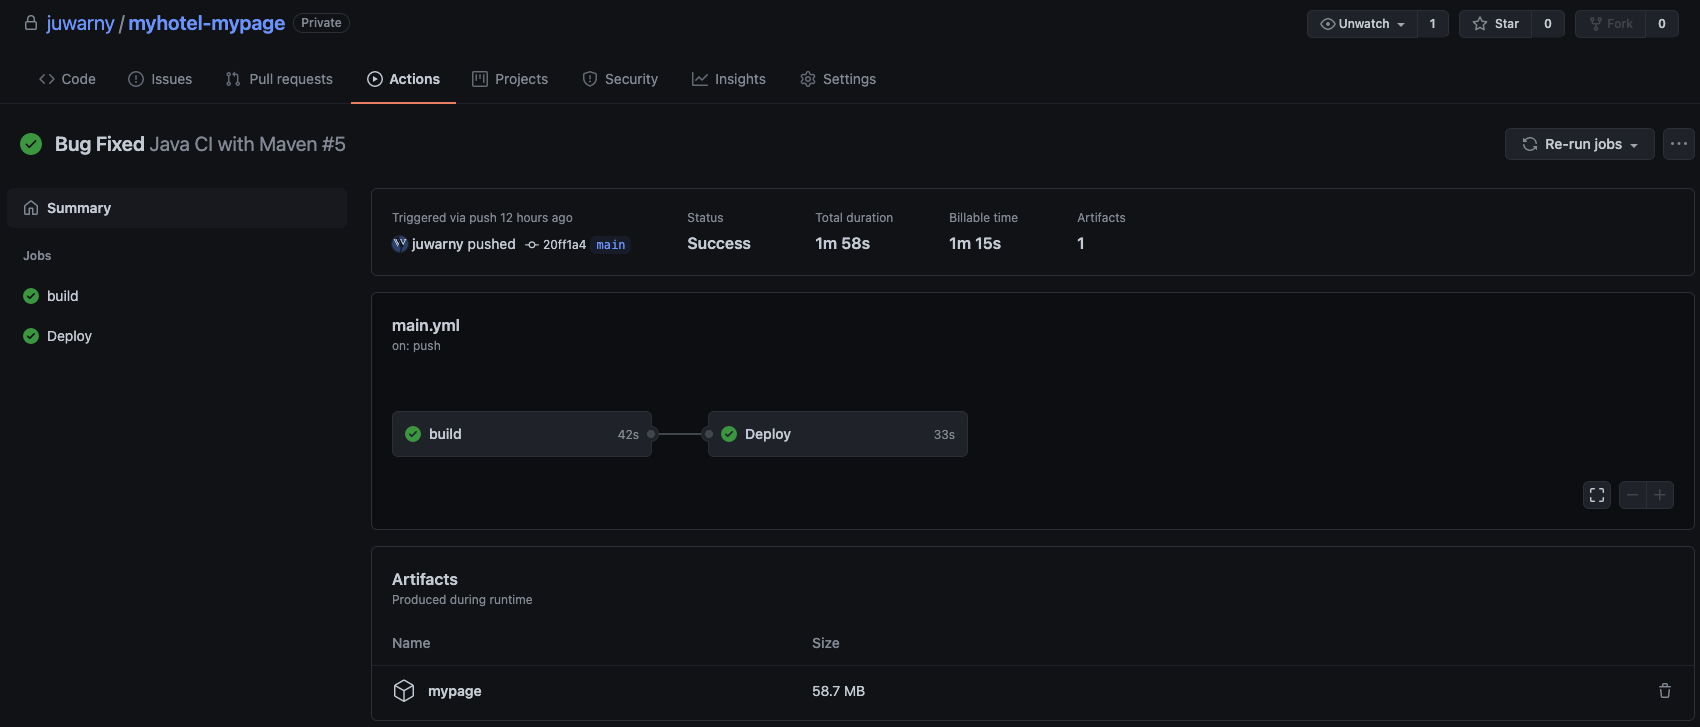 juwarny / myhotel-mypage Private
Unwatch 1 Star 0 Fork 0
Code Issues Pull requests Actions Projects Security Insights Settings
Bug Fixed Java CI with Maven #5
Re-run jobs
Summary
Jobs
build
Deploy
Triggered via push 12 hours ago
juwarny pushed 20ff1a4 main
Status
Success
Total duration
1m 58s
Billable time
1m 15s
Artifacts
1
main.yml
on: push
build 42s
Deploy 33s
Artifacts
Produced during runtime
Name Size
mypage 58.7 MB